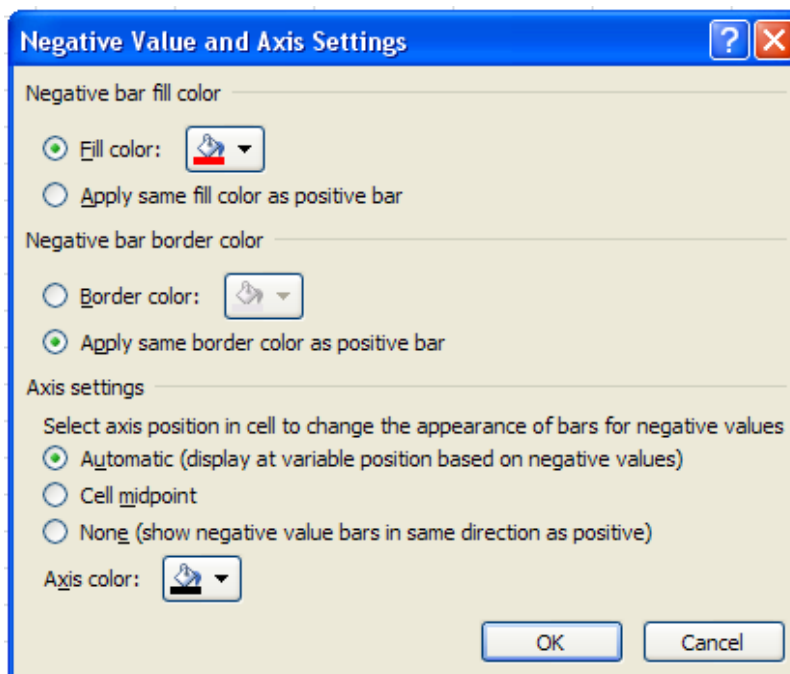 Negative Value and Axis Settings
Negative bar fill color
Fill color:
Apply same fill color as positive bar
Negative bar border color
Border color:
Apply same border color as positive bar
Axis settings
Select axis position in cell to change the appearance of bars for negative values
Automatic (display at variable position based on negative values)
Cell midpoint
None (show negative value bars in same direction as positive)
Axis color:
OK Cancel